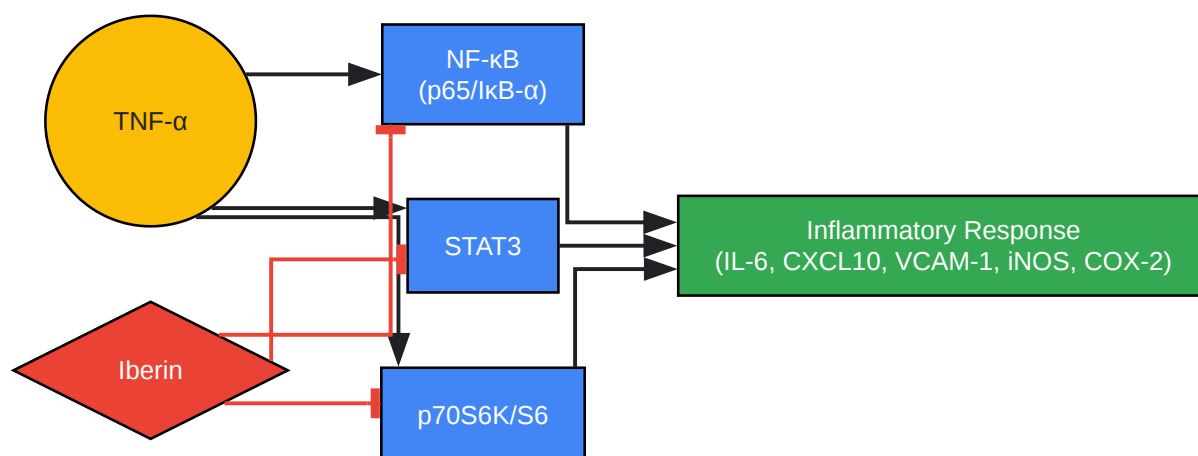 TNF-α
NF-κB
(p65/IκB-α)
STAT3
Inflammatory Response
(IL-6, CXCL10, VCAM-1, iNOS, COX-2)
Iberin
p70S6K/S6